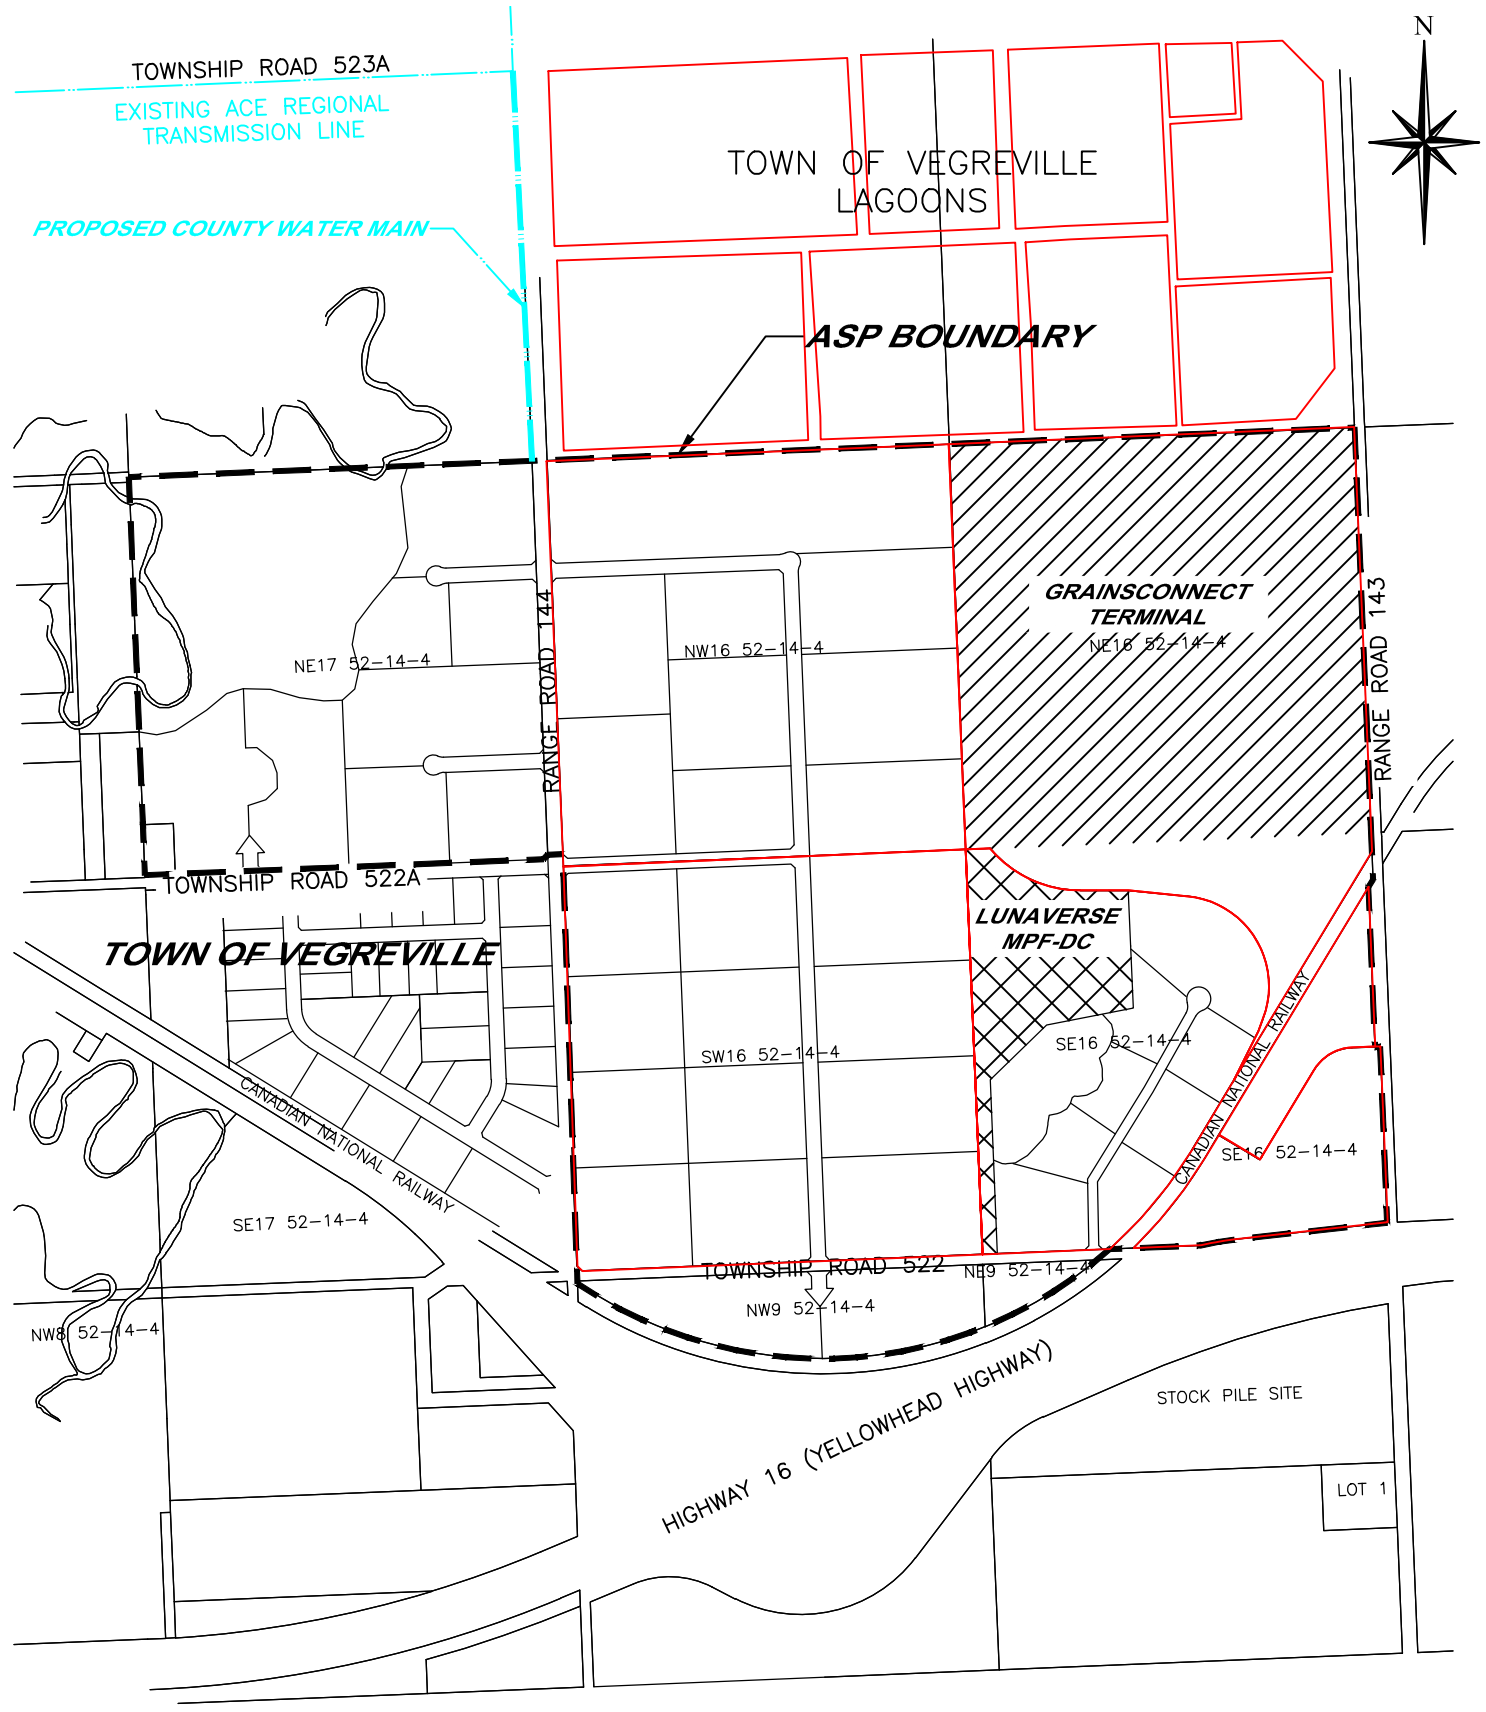 N
TOWNSHIP ROAD 523A
EXISTING ACE REGIONAL
TRANSMISSION LINE
TOWN OF VEGREVILLE
LAGOONS
PROPOSED COUNTY WATER MAIN
ASP BOUNDARY
GRAINSCONNECT
TERMINAL
NE16 52-14-4
RANGE ROAD 143
RANGE ROAD 144
NW16 52-14-4
NE17 52-14-4
TOWNSHIP ROAD 522A
TOWN OF VEGREVILLE
LUNAVERSE
MPF-DC
CANADIAN NATIONAL RAILWAY
SE16 52-14-4
SW16 52-14-4
CANADIAN NATIONAL RAILWAY
SE16 52-14-4
SE17 52-14-4
TOWNSHIP ROAD 522
NE9 52-14-4
NW9 52-14-4
NW8 52-14-4
HIGHWAY 16 (YELLOWHEAD HIGHWAY)
STOCK PILE SITE
LOT 1